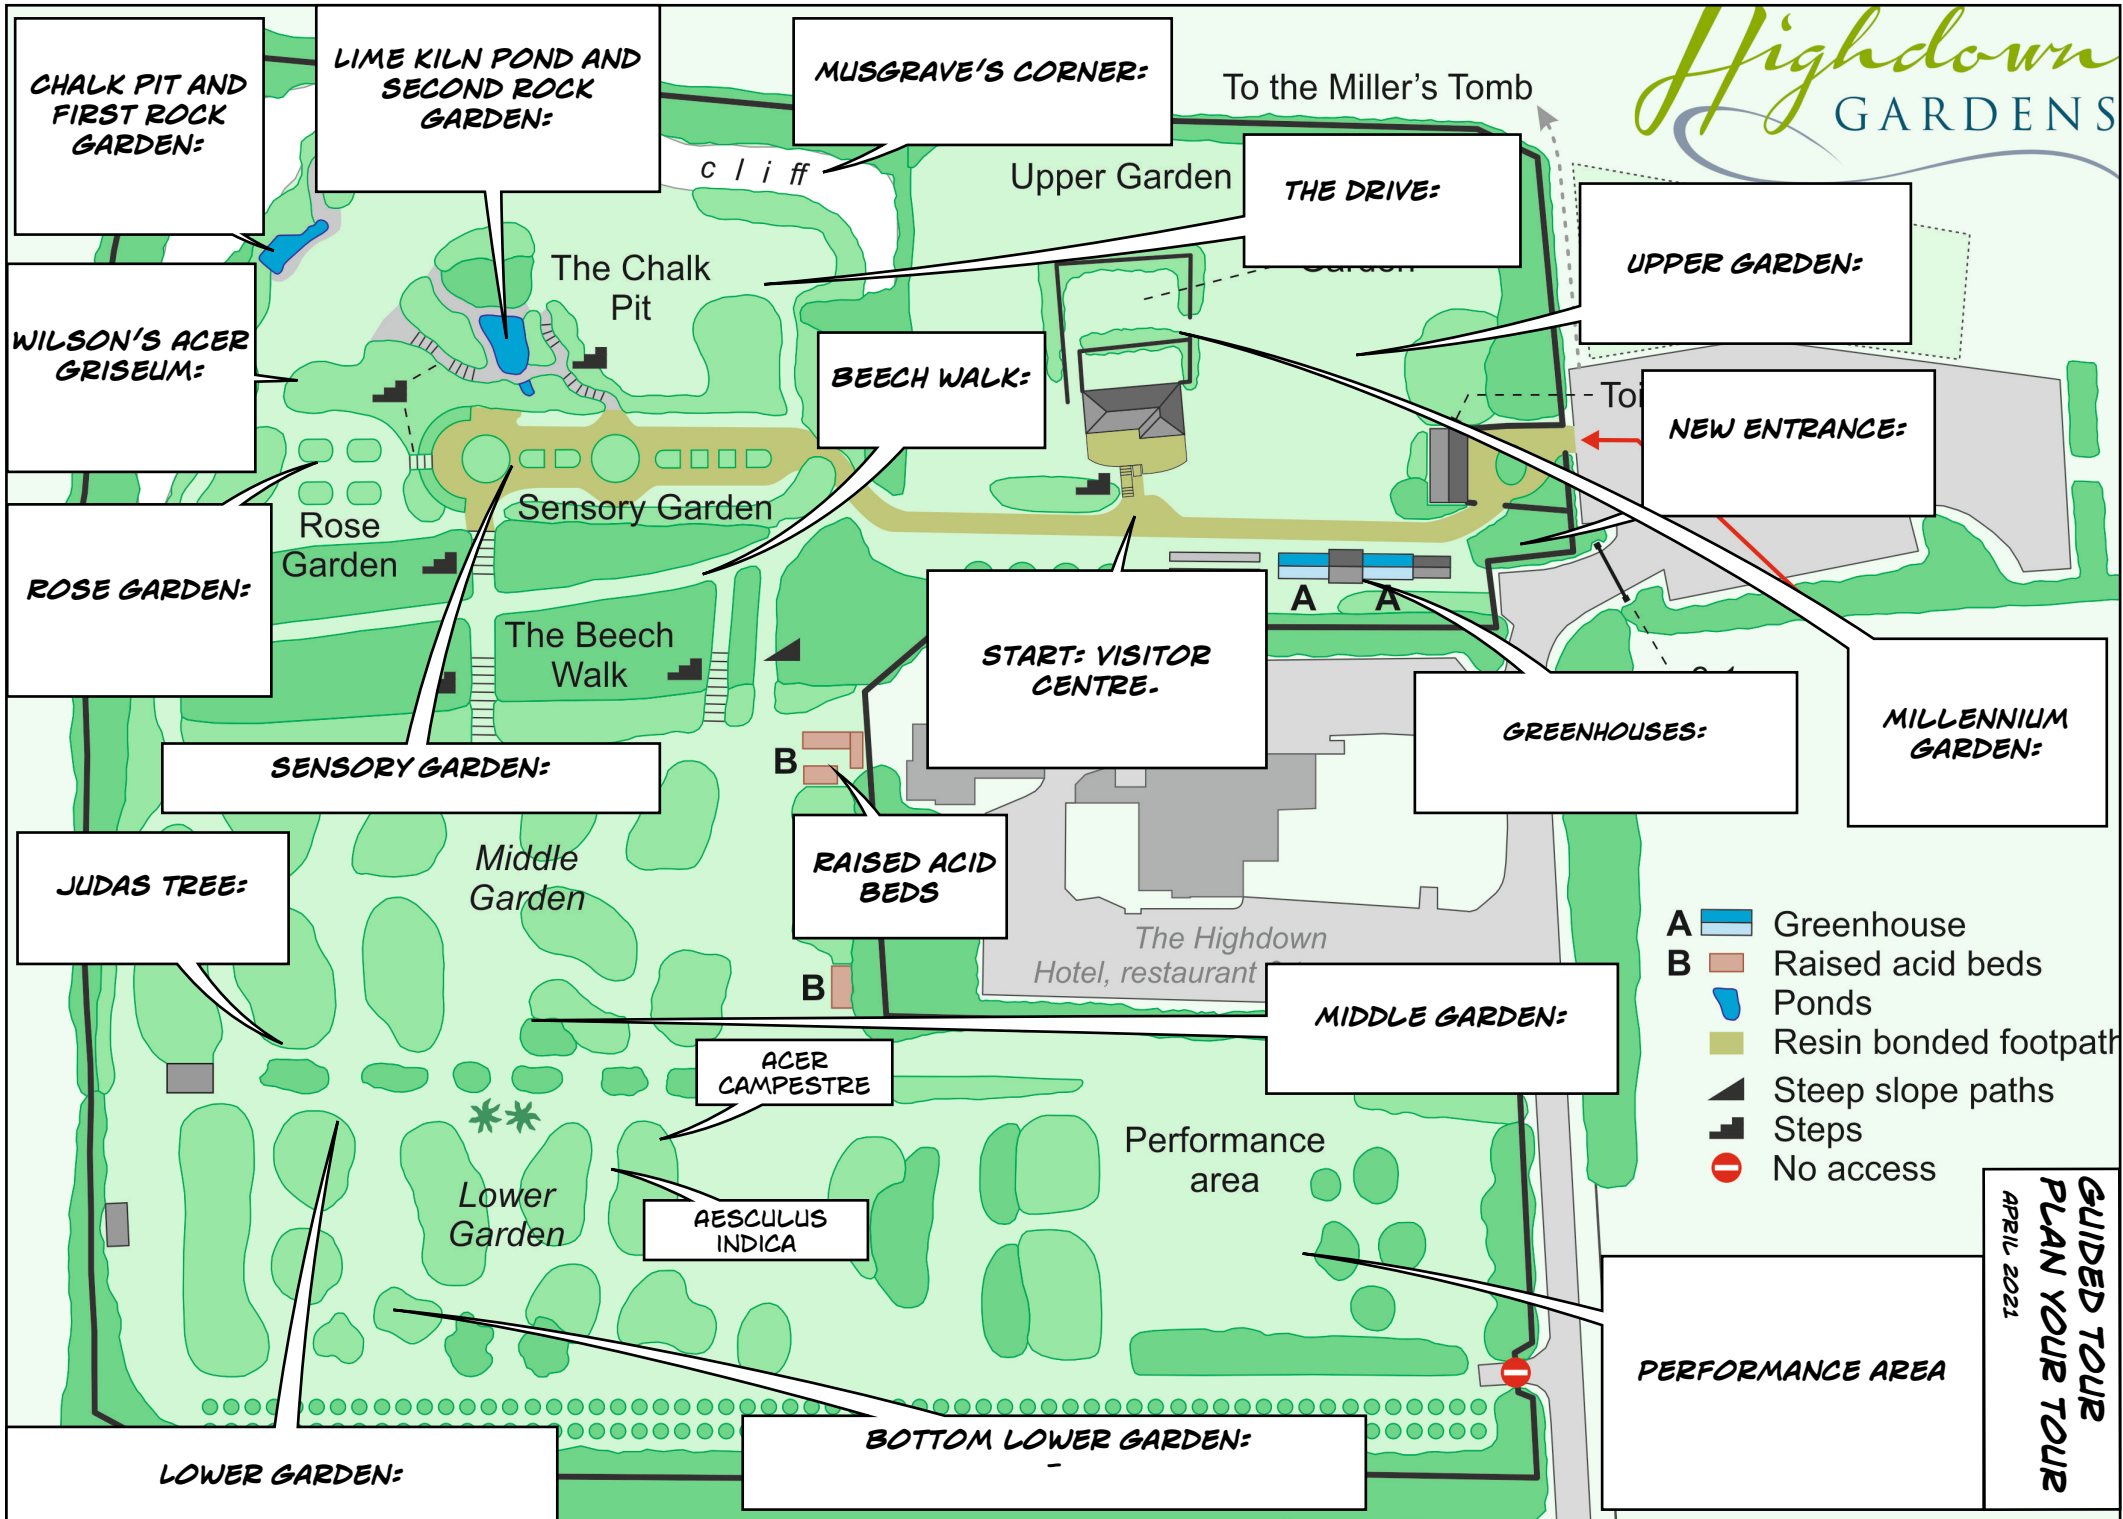 Highdown
GARDENS
CHALK PIT AND
FIRST ROCK
GARDEN:
LIME KILN POND AND
SECOND ROCK
GARDEN:
MUSGRAVE'S CORNER:
To the Miller's Tomb
c l i ff
Upper Garden
THE DRIVE:
UPPER GARDEN:
The Chalk
Pit
Garden
WILSON'S ACER
GRISEUM:
BEECH WALK:
NEW ENTRANCE:
Sensory Garden
Rose
Garden
ROSE GARDEN:
A A
The Beech
Walk
START: VISITOR
CENTRE.
GREENHOUSES:
MILLENNIUM
GARDEN:
SENSORY GARDEN:
B
JUDAS TREE:
Middle
Garden
RAISED ACID
BEDS
The Highdown
Hotel, restaurant
B
MIDDLE GARDEN:
A Greenhouse
B Raised acid beds
Ponds
Resin bonded footpath
Steep slope paths
Steps
No access
ACER
CAMPESTRE
Performance
area
Lower
Garden
AESCULUS
INDICA
PERFORMANCE AREA
GUIDED TOUR
PLAN YOUR TOUR
APRIL 2021
LOWER GARDEN:
BOTTOM LOWER GARDEN:
-